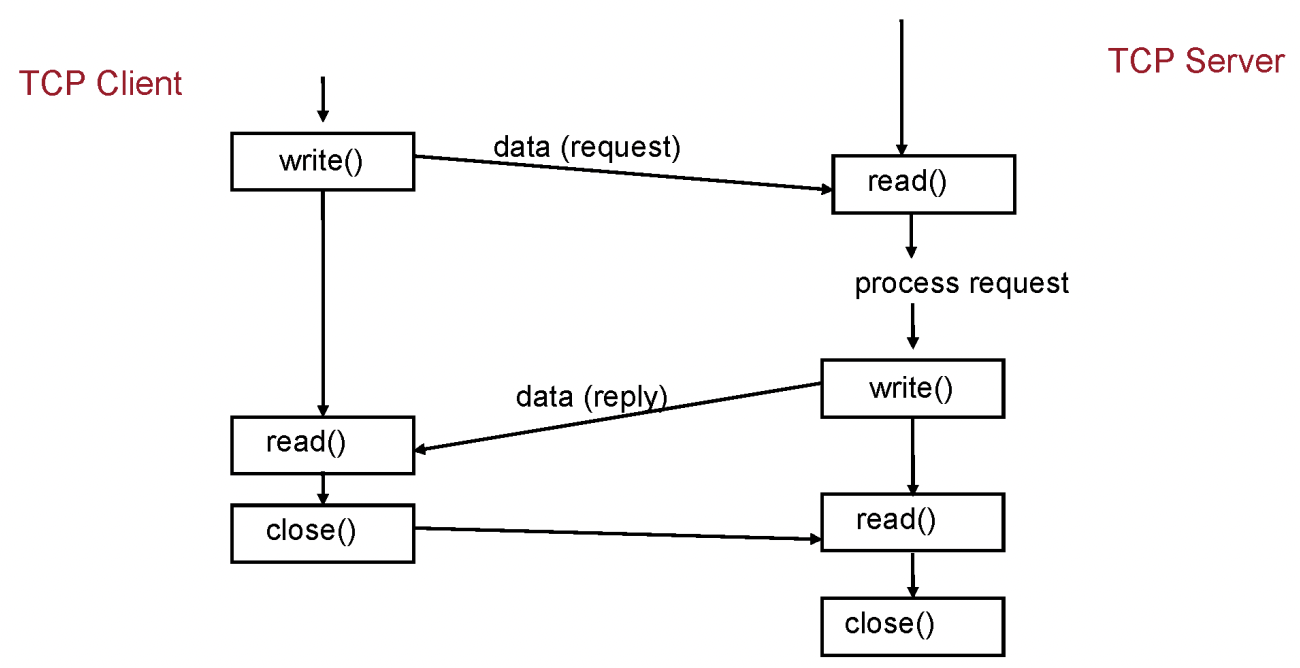 TCP Client
TCP Server
write()
data (request)
read()
process request
write()
data (reply)
read()
read()
close()
close()